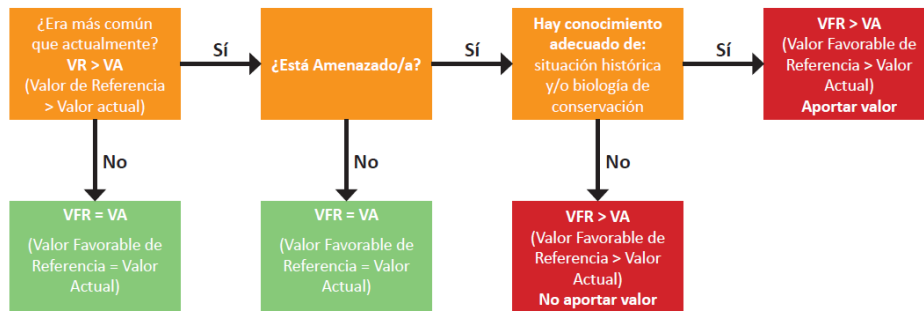 ¿Era más común
que actualmente?
VR > VA
(Valor de Referencia
> Valor actual)
Sí
¿Está Amenazado/a?
Sí
Hay conocimiento
adecuado de:
situación histórica
y/o biología de
conservación
Sí
VFR > VA
(Valor Favorable de
Referencia > Valor
Actual)
Aportar valor
No
No
No
VFR = VA
(Valor Favorable de
Referencia = Valor
Actual)
VFR = VA
(Valor Favorable de
Referencia = Valor
Actual)
VFR > VA
(Valor Favorable de
Referencia > Valor
Actual)
No aportar valor